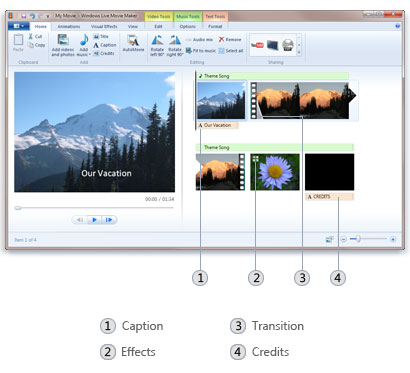 My Movie - Windows Live Movie Maker
Video Tools
Music Tools
Text Tools
Home Animations Visual Effects View Edit Options Format
Paste
Cut
Copy
Clipboard
Add videos and photos
Add music
Title
Caption
Credits
Add
AutoMovie
Rotate left 90°
Rotate right 90°
Audio mix
Fit to music
Remove
Select all
Editing
YouTube
Sharing
Our Vacation
00:00 / 01:34
Theme Song
A Our Vacation
Theme Song
A CREDITS
Item 1 of 4
1 2 3 4
1 Caption
3 Transition
2 Effects
4 Credits